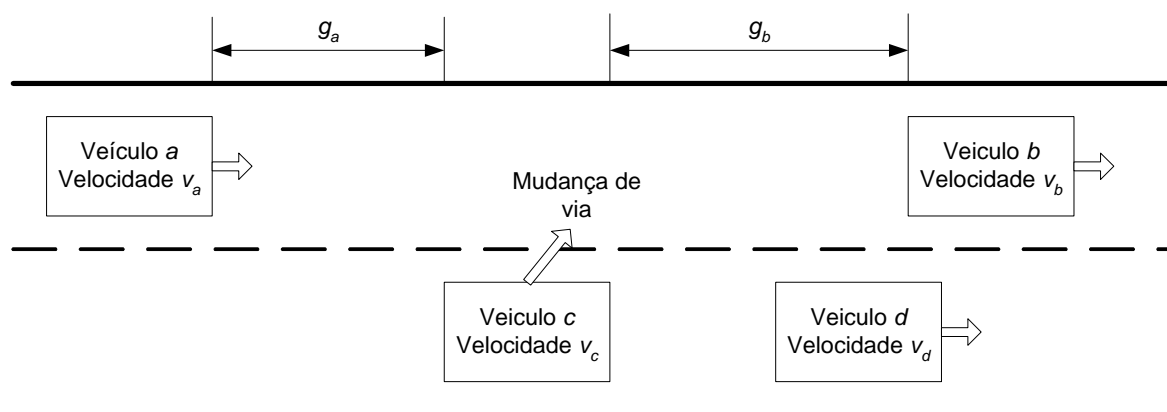 g_a
g_b
Veículo a
Velocidade v_a
Veiculo b
Velocidade v_b
Mudança de
via
Veiculo c
Velocidade v_c
Veiculo d
Velocidade v_d